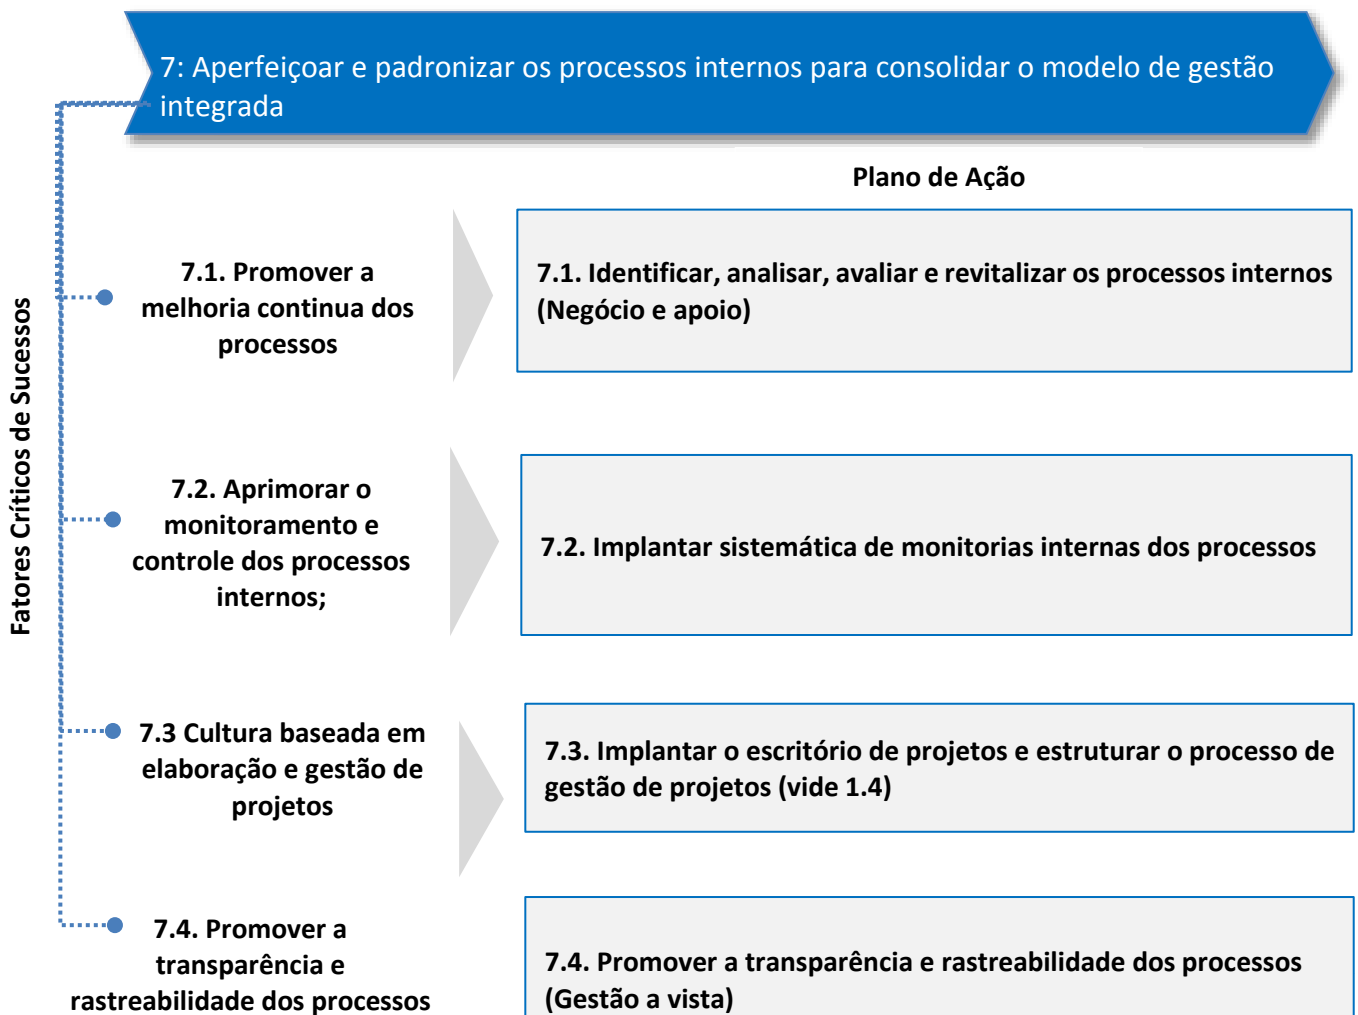 7: Aperfeiçoar e padronizar os processos internos para consolidar o modelo de gestão
integrada
Plano de Ação
Fatores Críticos de Sucessos
7.1. Promover a
melhoria continua dos
processos
7.1. Identificar, analisar, avaliar e revitalizar os processos internos
(Negócio e apoio)
7.2. Aprimorar o
monitoramento e
controle dos processos
internos;
7.2. Implantar sistemática de monitorias internas dos processos
7.3 Cultura baseada em
elaboração e gestão de
projetos
7.3. Implantar o escritório de projetos e estruturar o processo de
gestão de projetos (vide 1.4)
7.4. Promover a
transparência e
rastreabilidade dos processos
7.4. Promover a transparência e rastreabilidade dos processos
(Gestão a vista)